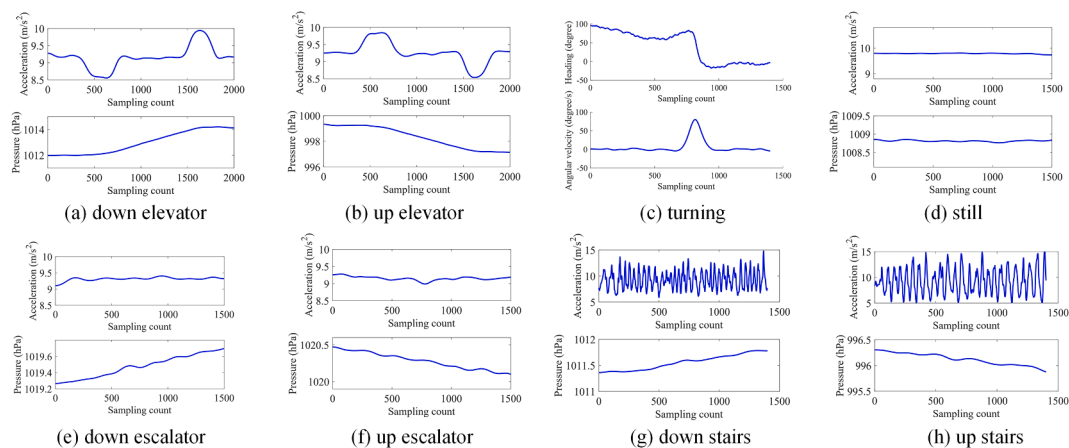 Acceleration (m/s²)
10
9.5
9
8.5
0 500 1000 1500 2000
Sampling count
Pressure (hPa)
1014
1012
0 500 1000 1500 2000
Sampling count
(a) down elevator
Acceleration (m/s²)
10
9.5
9
8.5
0 500 1000 1500 2000
Sampling count
Pressure (hPa)
1000
998
996
0 500 1000 1500 2000
Sampling count
(b) up elevator
Heading (degree)
100
50
0
-50
0 500 1000 1500
Angular velocity (degree/s)
100
50
0
-50
0 500 1000 1500
Sampling count
(c) turning
Acceleration (m/s²)
10
9
0 500 1000 1500
Sampling count
Pressure (hPa)
1009.5
1009
1008.5
0 500 1000 1500
Sampling count
(d) still
Acceleration (m/s²)
10
9.5
9
8.5
0 500 1000 1500
Sampling count
Pressure (hPa)
1019.6
1019.4
1019.2
0 500 1000 1500
Sampling count
(e) down escalator
Acceleration (m/s²)
10
9.5
9
8.5
0 500 1000 1500
Sampling count
Pressure (hPa)
1020.5
1020
0 500 1000 1500
Sampling count
(f) up escalator
Acceleration (m/s²)
15
10
5
0 500 1000 1500
Sampling count
Pressure (hPa)
1012
1011.5
1011
0 500 1000 1500
Sampling count
(g) down stairs
Acceleration (m/s²)
15
10
5
0 500 1000 1500
Sampling count
Pressure (hPa)
996.5
996
995.5
0 500 1000 1500
Sampling count
(h) up stairs